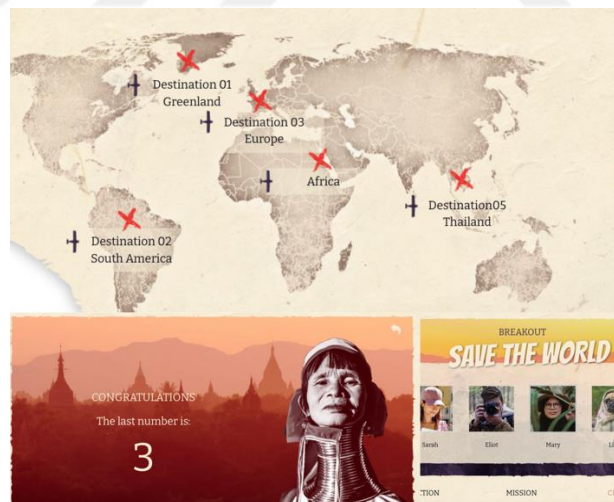 Destination 01
Greenland
Destination 03
Europe
Africa
Destination05
Thailand
Destination 02
South America
CONGRATULATIONS
The last number is:
3
BREAKOUT
SAVE THE WORLD
Sarah
Eliot
Mary
MISSION